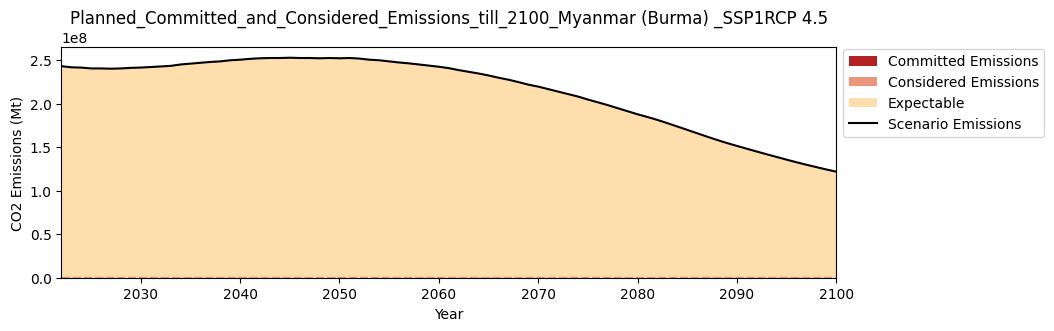 Planned_Committed_and_Considered_Emissions_till_2100_Myanmar (Burma) _SSP1RCP 4.5
1e8
2.5
2.0
1.5
1.0
0.5
0.0
CO2 Emissions (Mt)
2030 2040 2050 2060 2070 2080 2090 2100
Year
Committed Emissions
Considered Emissions
Expectable
Scenario Emissions